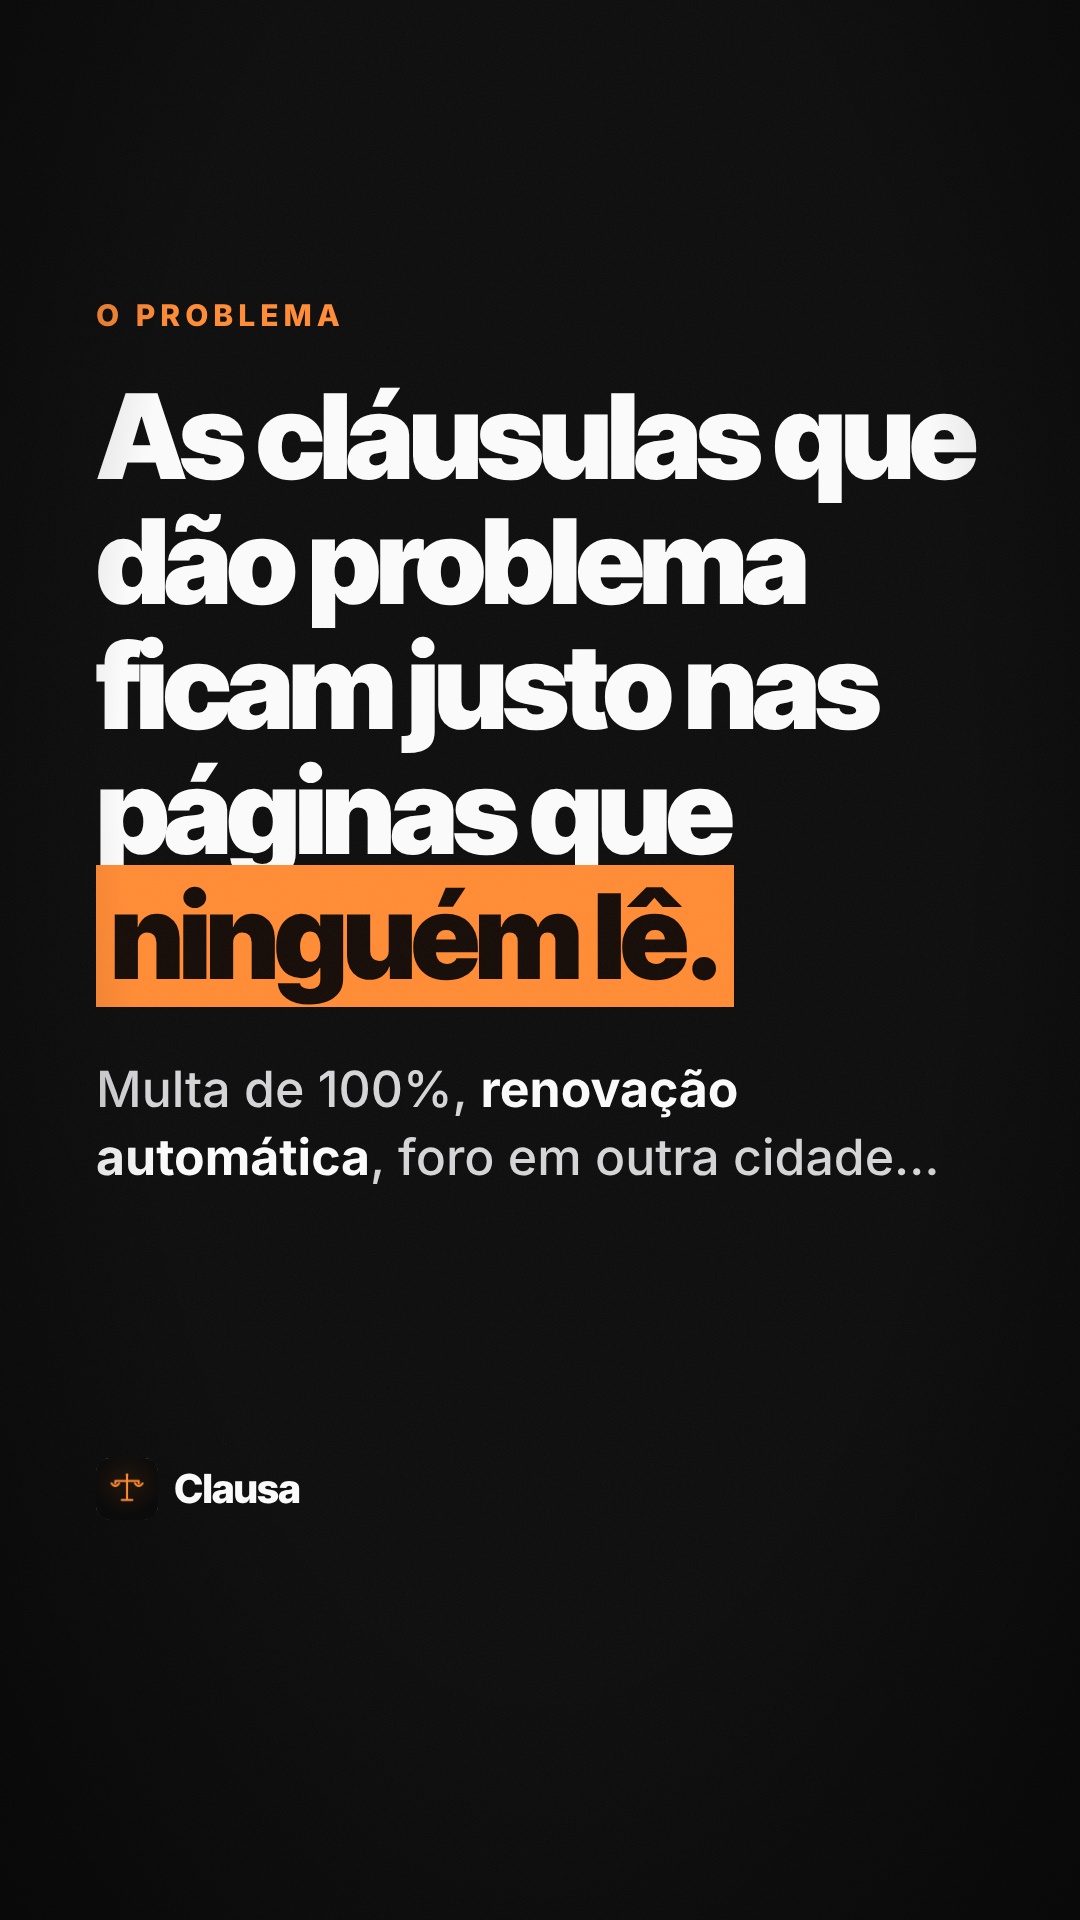 O PROBLEMA
As cláusulas que
dão problema
ficam justo nas
páginas que
ninguém lê.
Multa de 100%, renovação
automática, foro em outra cidade...
Clausa